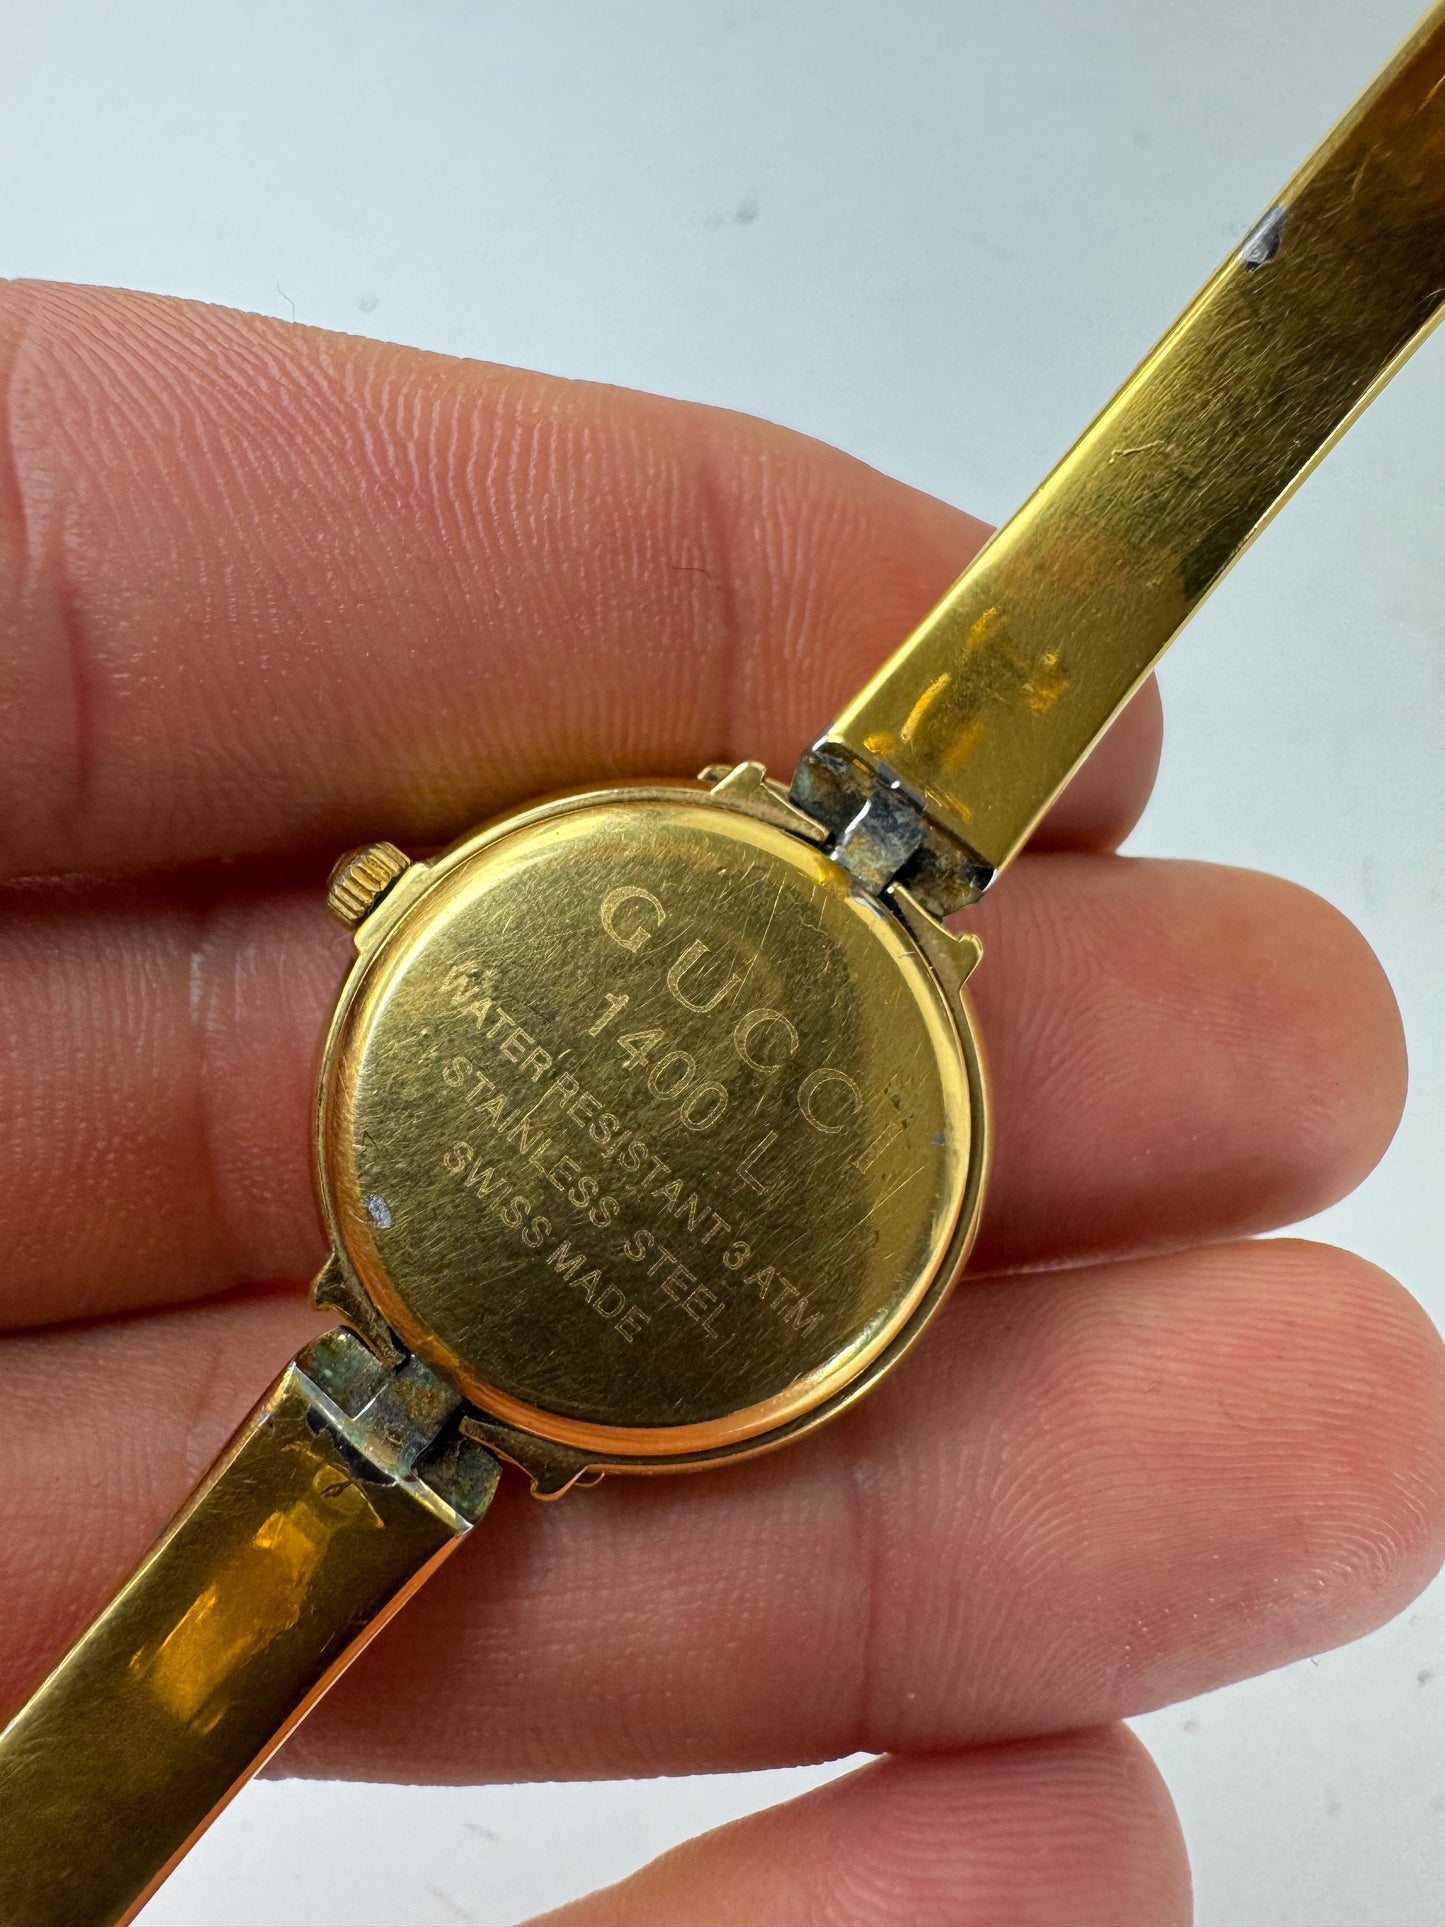 GUCCI
1400 L
WATER RESISTANT 3 ATM
STAINLESS STEEL
SWISS MADE